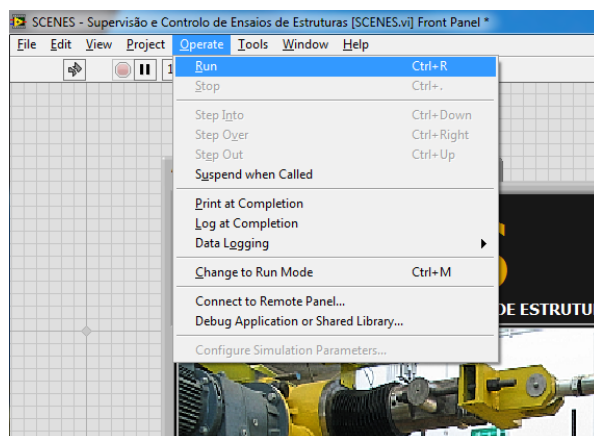 SCENES - Supervisão e Controlo de Ensaios de Estruturas [SCENES.vi] Front Panel *
File Edit View Project Operate Tools Window Help
Run Ctrl+R
Stop Ctrl+.
Step Into Ctrl+Down
Step Over Ctrl+Right
Step Out Ctrl+Up
Suspend when Called
Print at Completion
Log at Completion
Data Logging
Change to Run Mode Ctrl+M
Connect to Remote Panel...
DE ESTRUTU
Debug Application or Shared Library...
Configure Simulation Parameters...